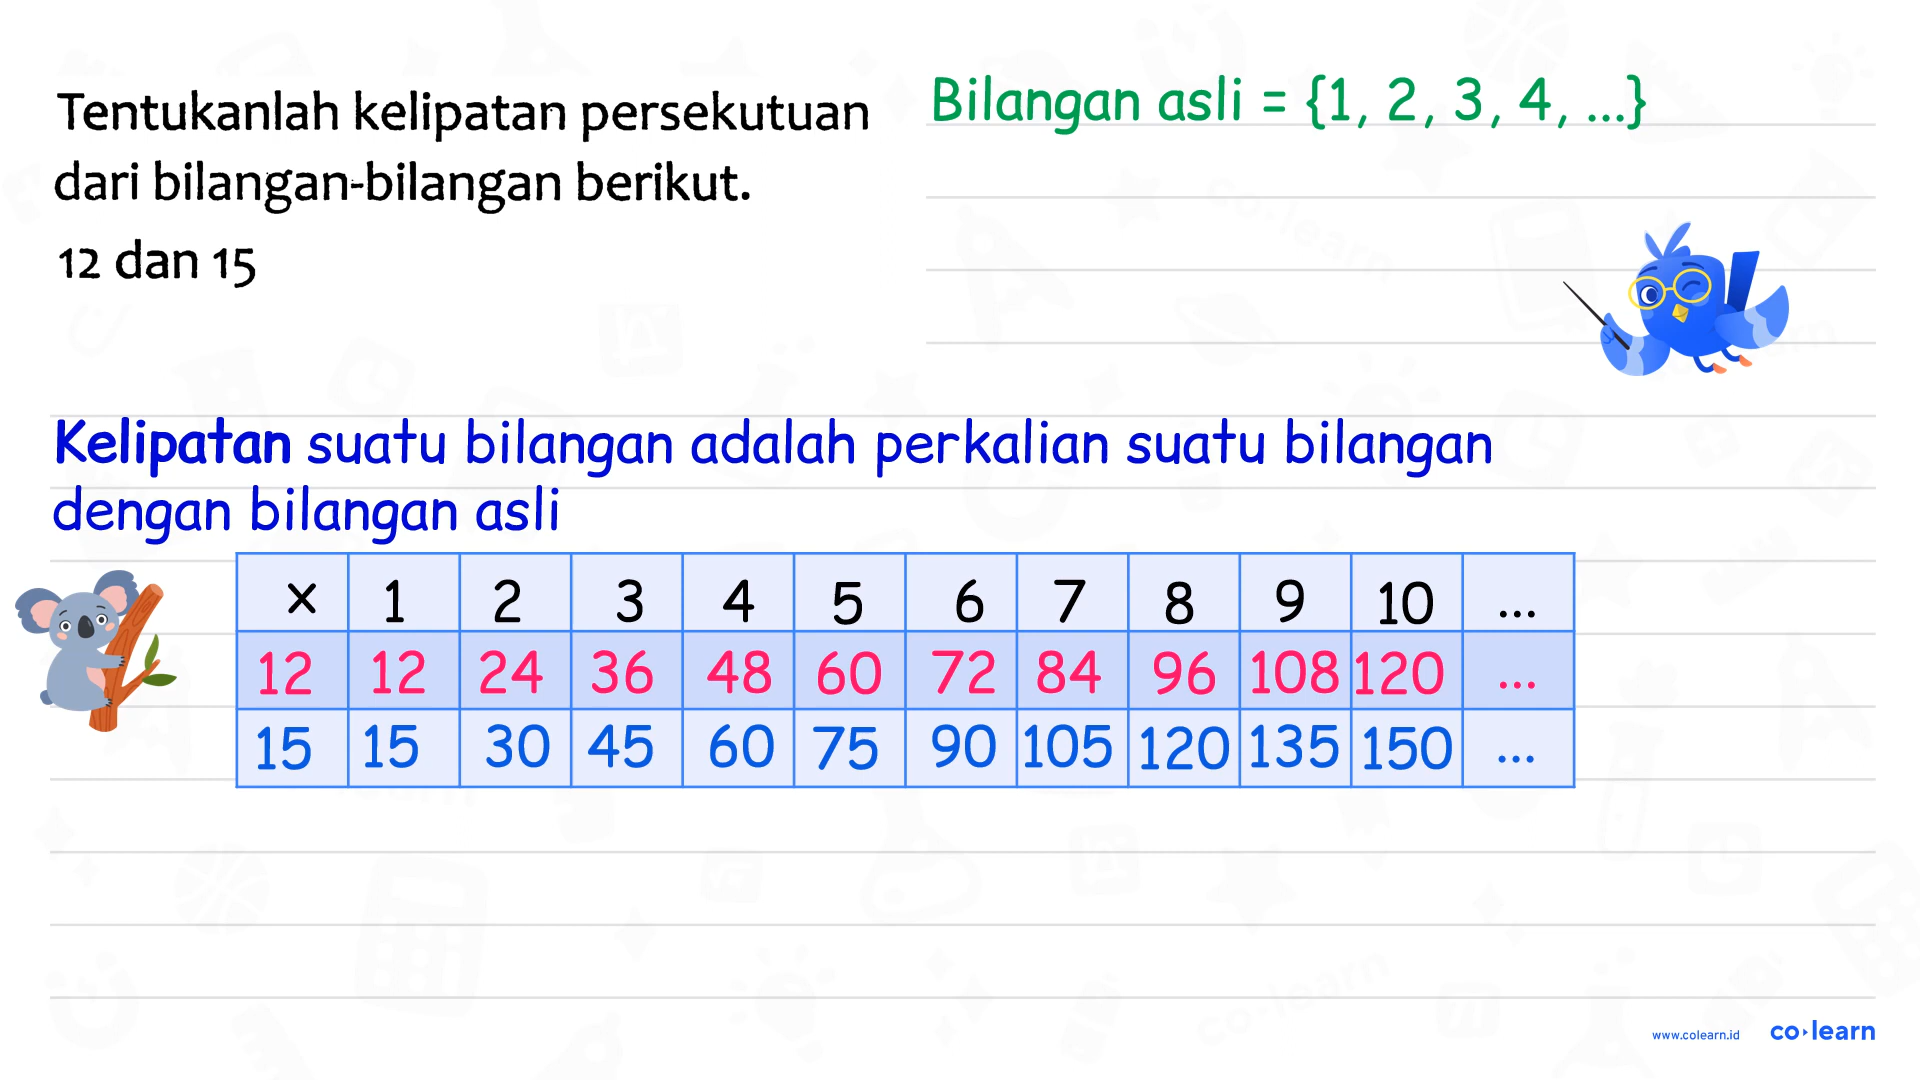 Tentukanlah kelipatan persekutuan
dari bilangan-bilangan berikut.
12 dan 15
Bilangan asli = {1, 2, 3, 4, ...}
Kelipatan suatu bilangan adalah perkalian suatu bilangan
dengan bilangan asli
× 1 2 3 4 5 6 7 8 9 10 ...
12 12 24 36 48 60 72 84 96 108 120 ...
15 15 30 45 60 75 90 105 120 135 150 ...
www.colearn.id co·learn